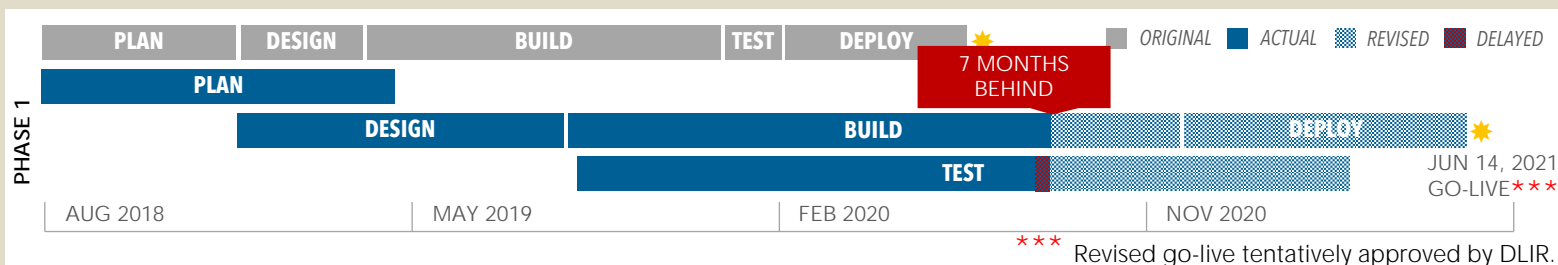 PLAN DESIGN BUILD TEST DEPLOY ORIGINAL ACTUAL REVISED DELAYED
7 MONTHS
BEHIND
PLAN
PHASE 1
DESIGN BUILD DEPLOY
TEST
JUN 14, 2021
GO-LIVE***
AUG 2018 MAY 2019 FEB 2020 NOV 2020
*** Revised go-live tentatively approved by DLIR.